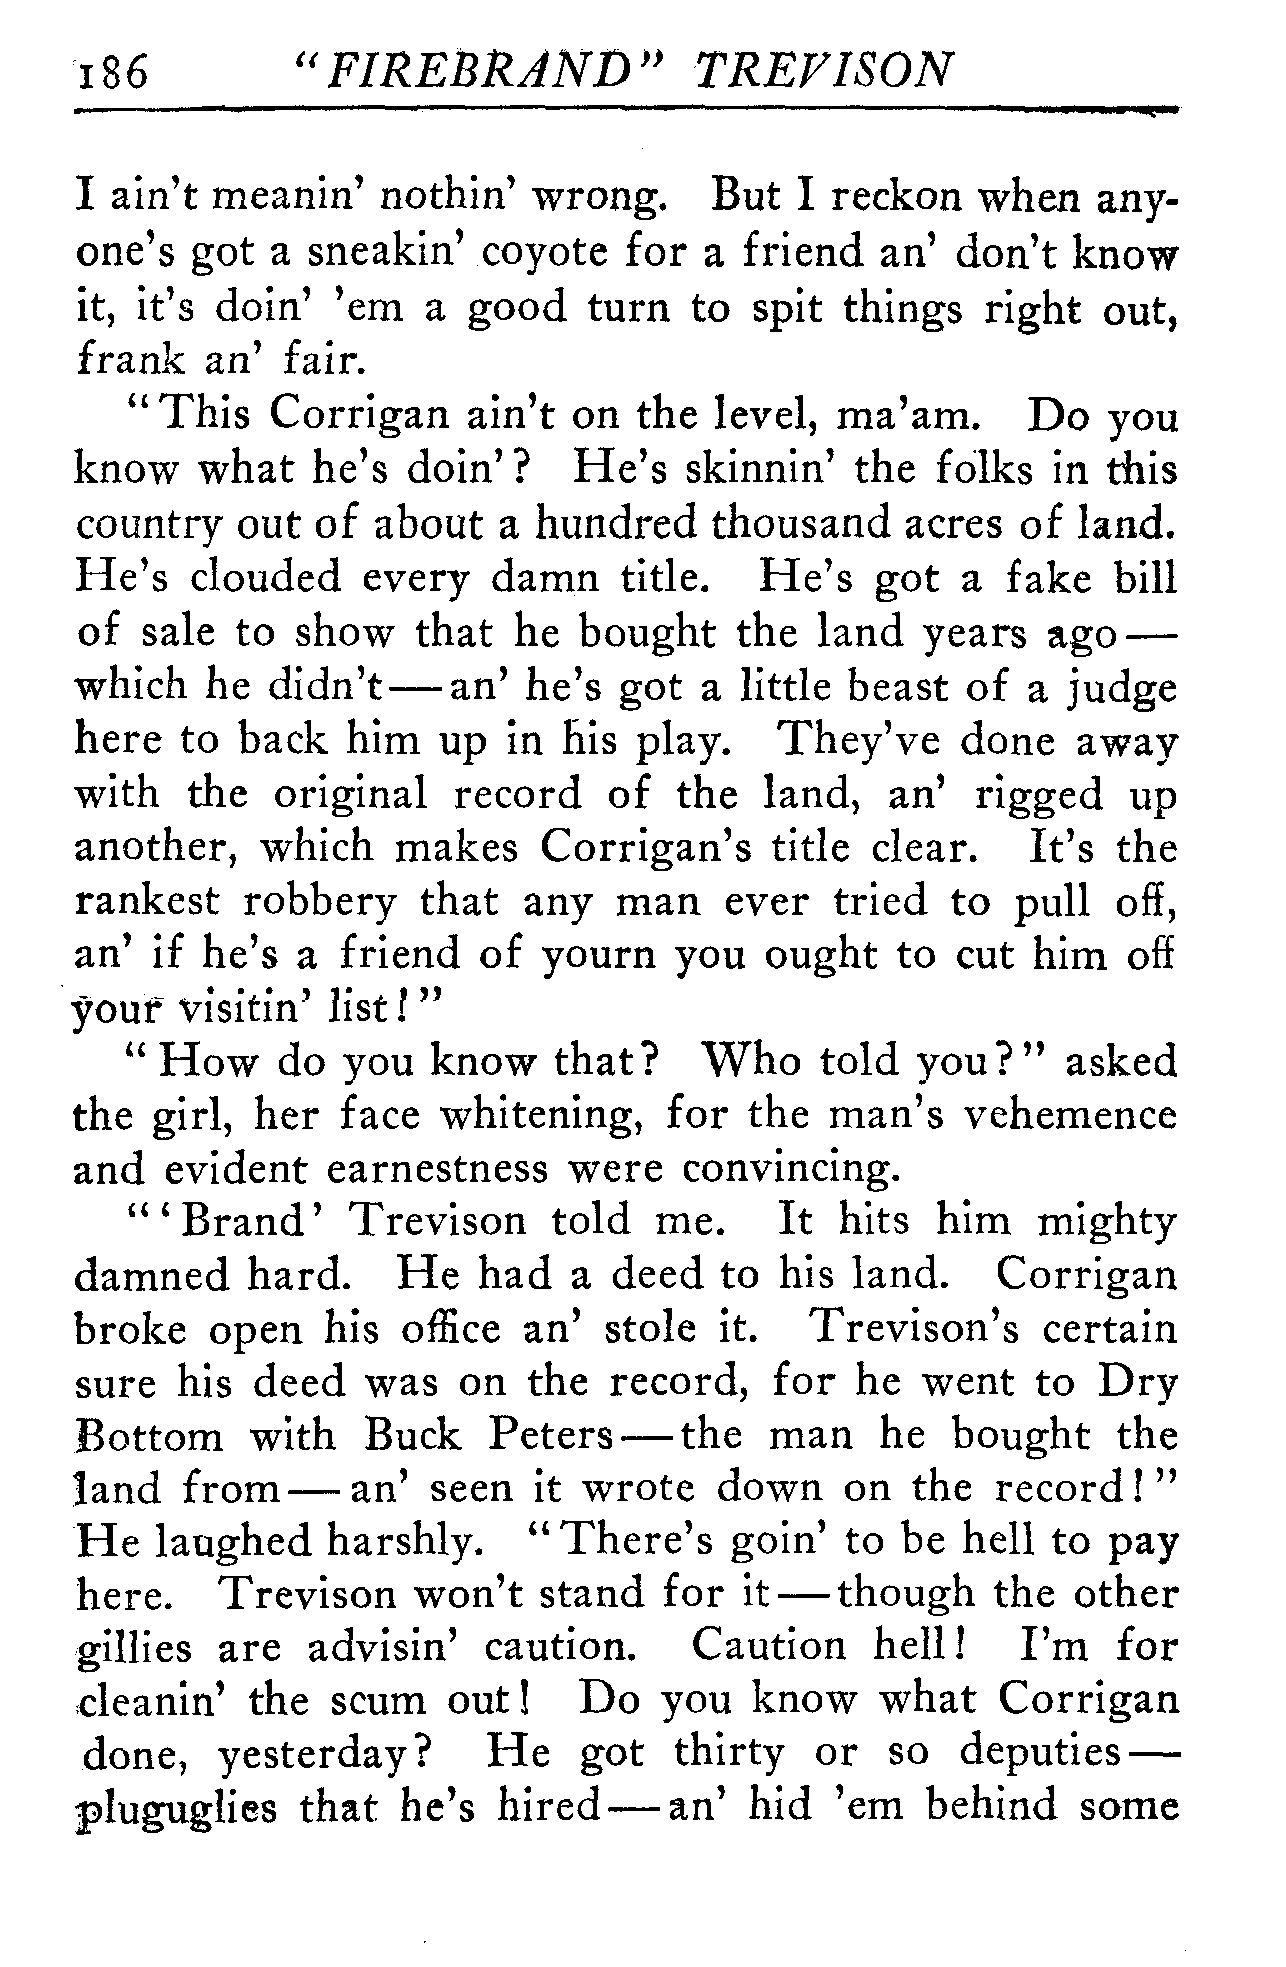 186 "FIREBRAND" TREVISON
I ain't meanin' nothin' wrong. But I reckon when any-
one's got a sneakin' coyote for a friend an' don't know
it, it's doin' 'em a good turn to spit things right out,
frank an' fair.
"This Corrigan ain't on the level, ma'am. Do you
know what he's doin'? He's skinnin' the folks in this
country out of about a hundred thousand acres of land.
He's clouded every damn title. He's got a fake bill
of sale to show that he bought the land years ago—
which he didn't—an' he's got a little beast of a judge
here to back him up in his play. They've done away
with the original record of the land, an' rigged up
another, which makes Corrigan's title clear. It's the
rankest robbery that any man ever tried to pull off,
an' if he's a friend of yourn you ought to cut him off
your visitin' list!"
"How do you know that? Who told you?" asked
the girl, her face whitening, for the man's vehemence
and evident earnestness were convincing.
"'Brand' Trevison told me. It hits him mighty
damned hard. He had a deed to his land. Corrigan
broke open his office an' stole it. Trevison's certain
sure his deed was on the record, for he went to Dry
Bottom with Buck Peters—the man he bought the
land from—an' seen it wrote down on the record!"
He laughed harshly. "There's goin' to be hell to pay
here. Trevison won't stand for it—though the other
gillies are advisin' caution. Caution hell! I'm for
cleanin' the scum out! Do you know what Corrigan
done, yesterday? He got thirty or so deputies—
pluguglies that he's hired—an' hid 'em behind some